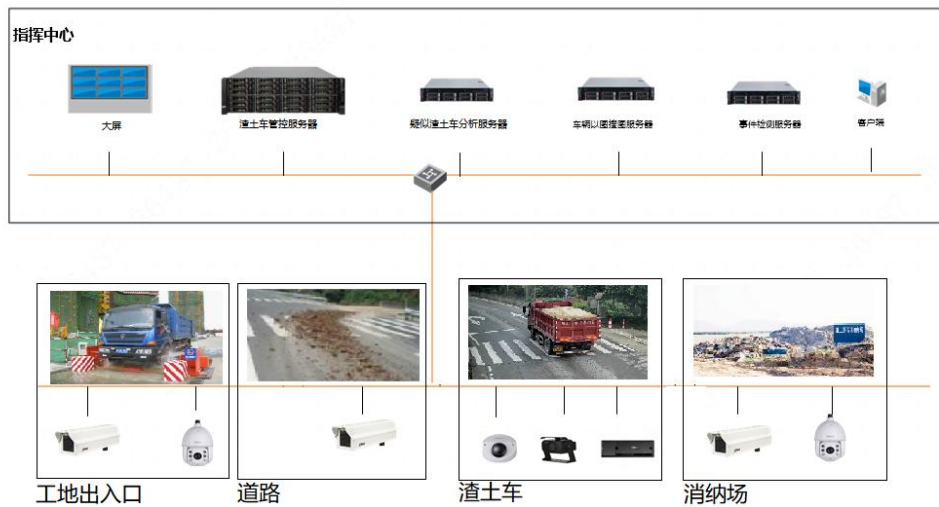 指挥中心
大屏
渣土车管控服务器
疑似渣土车分析服务器
车辆以图搜图服务器
事件检测服务器
客户端
工地出入口
道路
渣土车
消纳场